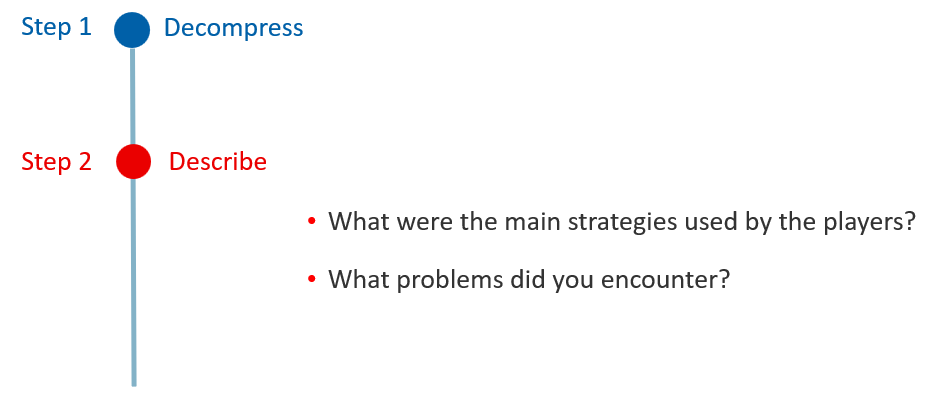 Step 1 Decompress
Step 2 Describe
• What were the main strategies used by the players?
• What problems did you encounter?